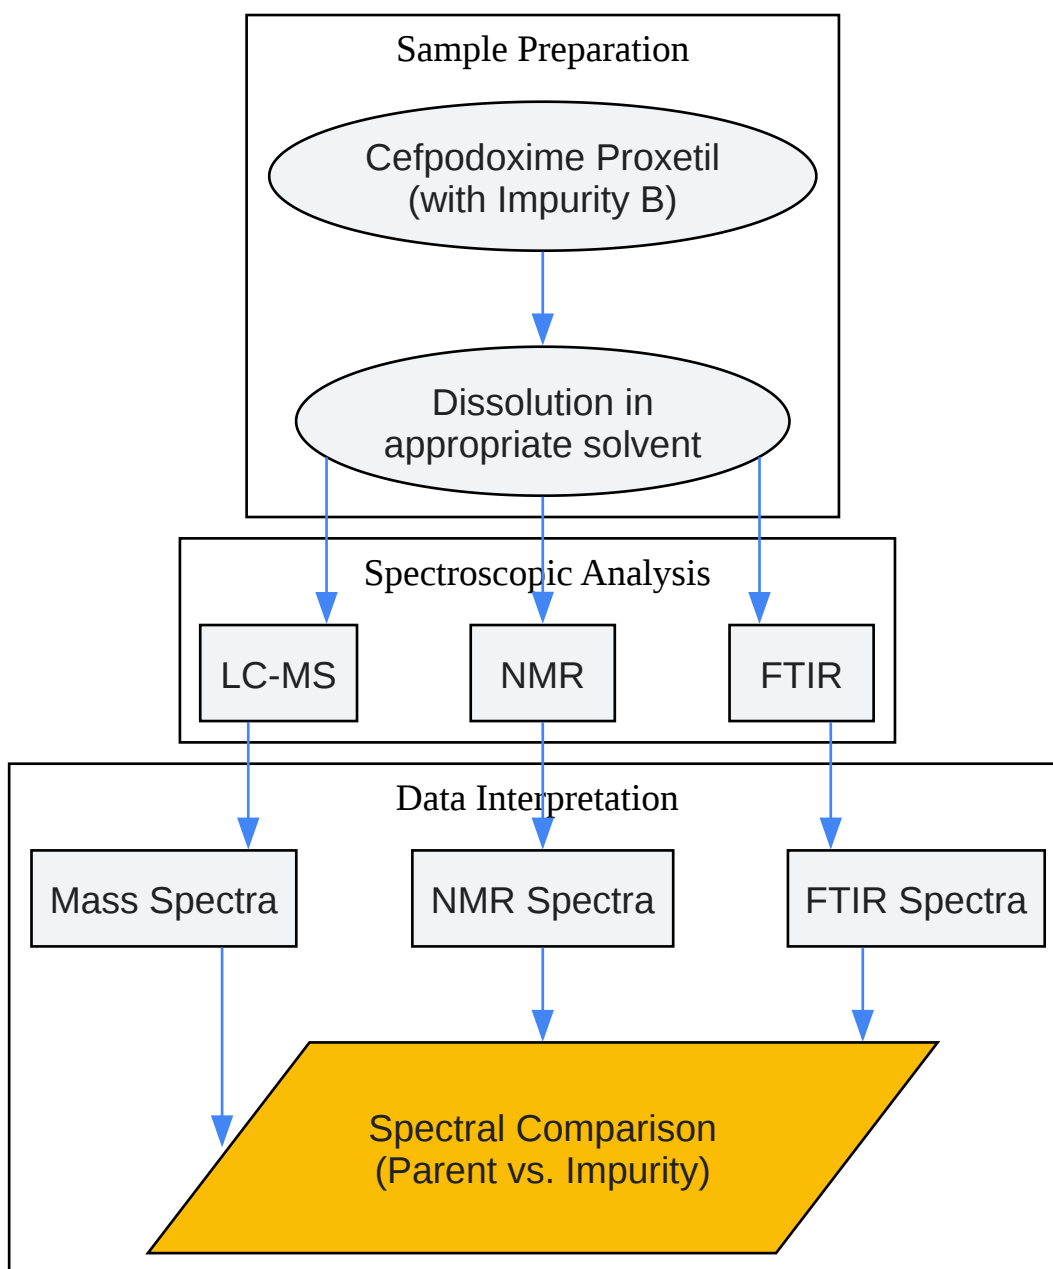 Sample Preparation
Cefpodoxime Proxetil
(with Impurity B)
Dissolution in
appropriate solvent
Spectroscopic Analysis
LC-MS
NMR
FTIR
Data Interpretation
Mass Spectra
NMR Spectra
FTIR Spectra
Spectral Comparison
(Parent vs. Impurity)